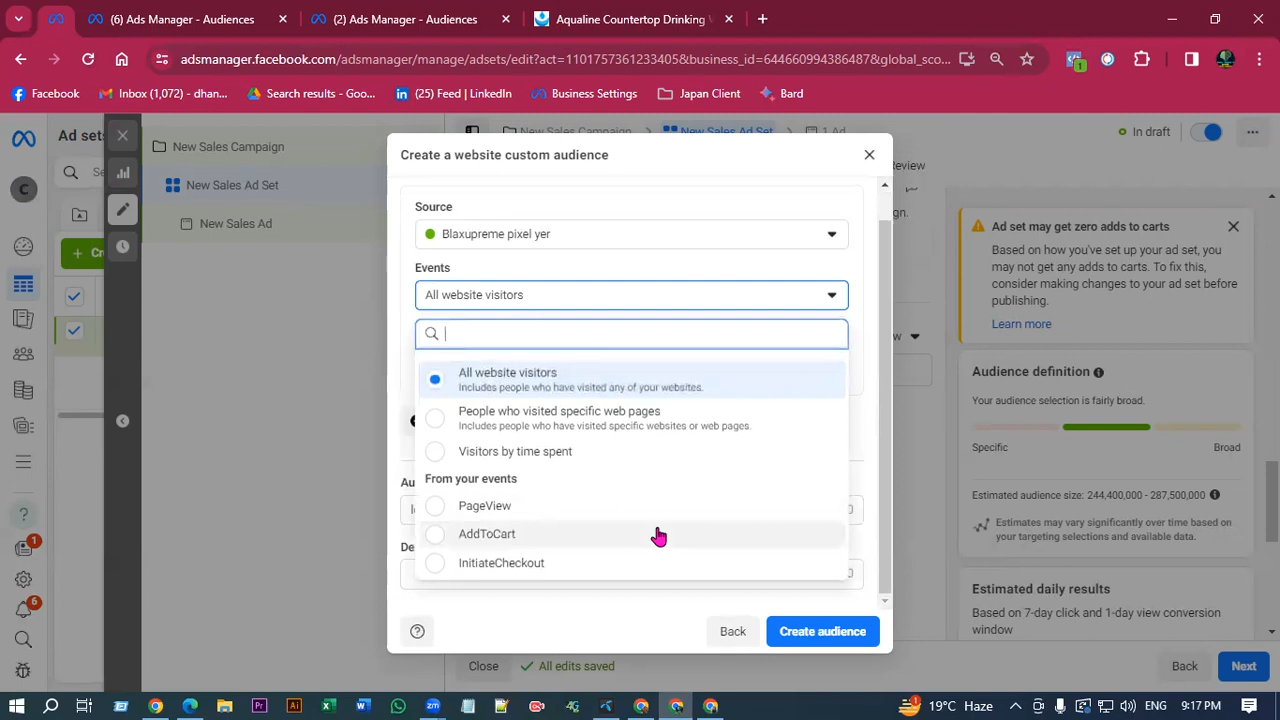 (6) Ads Manager - Audiences
(2) Ads Manager - Audiences
Aqualine Countertop Drinking
adsmanager.facebook.com/adsmanager/manage/adsets/edit?act=1101757361233405&business_id=644660994386487&global_sco...
1
Facebook
Inbox (1,072) - dhan...
Search results - Goo...
(25) Feed | LinkedIn
Business Settings
Japan Client
Bard
Ad sets
New Sales Campaign
New Sales Campaign
New Sales Ad Set
1 Ad
In draft
Create a website custom audience
Review
New Sales Ad Set
New Sales Ad
Source
Blaxupreme pixel yer
Events
All website visitors
All website visitors
Includes people who have visited any of your websites.
People who visited specific web pages
Includes people who have visited specific websites or web pages.
Visitors by time spent
From your events
PageView
AddToCart
InitiateCheckout
Au
De
Back
Create audience
Ad set may get zero adds to carts
Based on how you've set up your ad set, you
may not get any adds to carts. To fix this,
consider making changes to your ad set before
publishing.
Learn more
Audience definition
Your audience selection is fairly broad.
Specific
Broad
Estimated audience size: 244,400,000 - 287,500,000
Estimates may vary significantly over time based on
your targeting selections and available data.
Estimated daily results
Based on 7-day click and 1-day view conversion
window
Close
All edits saved
Back
Next
1
6
1
19°C Haze
9:17 PM